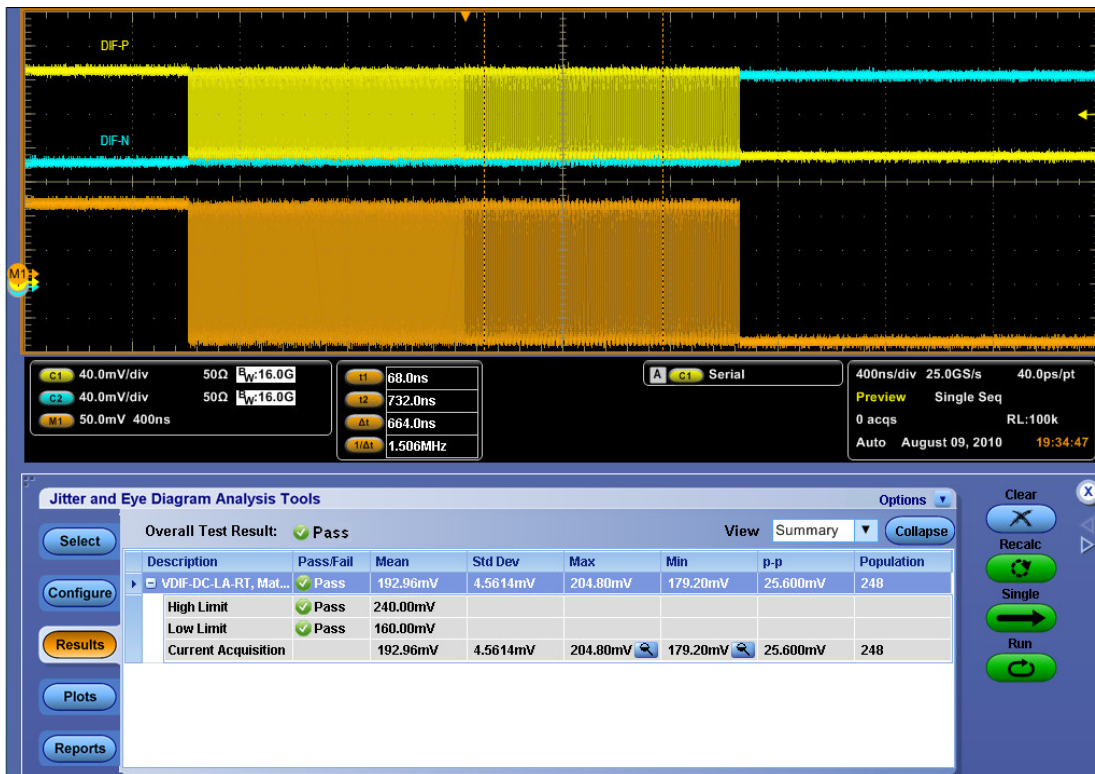 DIF-P
DIF-N
M1
C1 40.0mV/div 50Ω BW:16.0G
C2 40.0mV/div 50Ω BW:16.0G
M1 50.0mV 400ns
t1 68.0ns
t2 732.0ns
Δt 664.0ns
1/Δt 1.506MHz
A C1 Serial
400ns/div 25.0GS/s 40.0ps/pt
Preview Single Seq
0 acqs RL:100k
Auto August 09, 2010 19:34:47
Jitter and Eye Diagram Analysis Tools
Options
Clear
X
Select
Overall Test Result: Pass
View Summary
Collapse
Recalc
Description Pass/Fail Mean Std Dev Max Min p-p Population
VDIF-DC-LA-RT, Mat... Pass 192.96mV 4.5614mV 204.80mV 179.20mV 25.600mV 248
Configure
High Limit Pass 240.00mV
Single
Low Limit Pass 160.00mV
Results
Current Acquisition 192.96mV 4.5614mV 204.80mV 179.20mV 25.600mV 248
Run
Plots
Reports